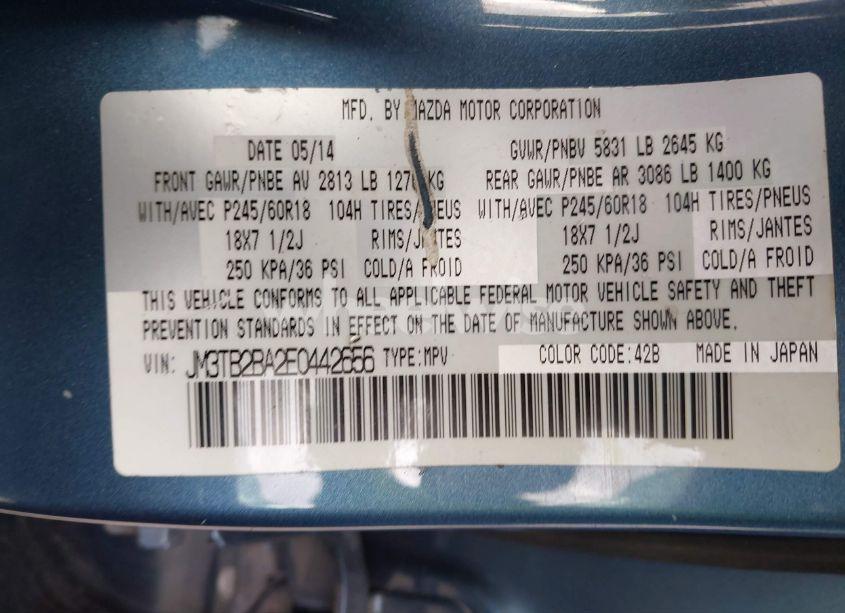 MFD. BY MAZDA MOTOR CORPORATION
DATE 05/14 GVWR/PNBV 5831 LB 2645 KG
FRONT GAWR/PNBE AV 2813 LB 127 KG REAR GAWR/PNBE AR 3086 LB 1400 KG
WITH/AVEC P245/60R18 104H TIRES/PNEUS WITH/AVEC P245/60R18 104H TIRES/PNEUS
18X7 1/2J RIMS/JANTES 18X7 1/2J RIMS/JANTES
250 KPA/36 PSI COLD/A FROID 250 KPA/36 PSI COLD/A FROID
THIS VEHICLE CONFORMS TO ALL APPLICABLE FEDERAL MOTOR VEHICLE SAFETY AND THEFT
PREVENTION STANDARDS IN EFFECT ON THE DATE OF MANUFACTURE SHOWN ABOVE.
VIN: JM3TB2BA2E0442656 TYPE:MPV COLOR CODE:42B MADE IN JAPAN